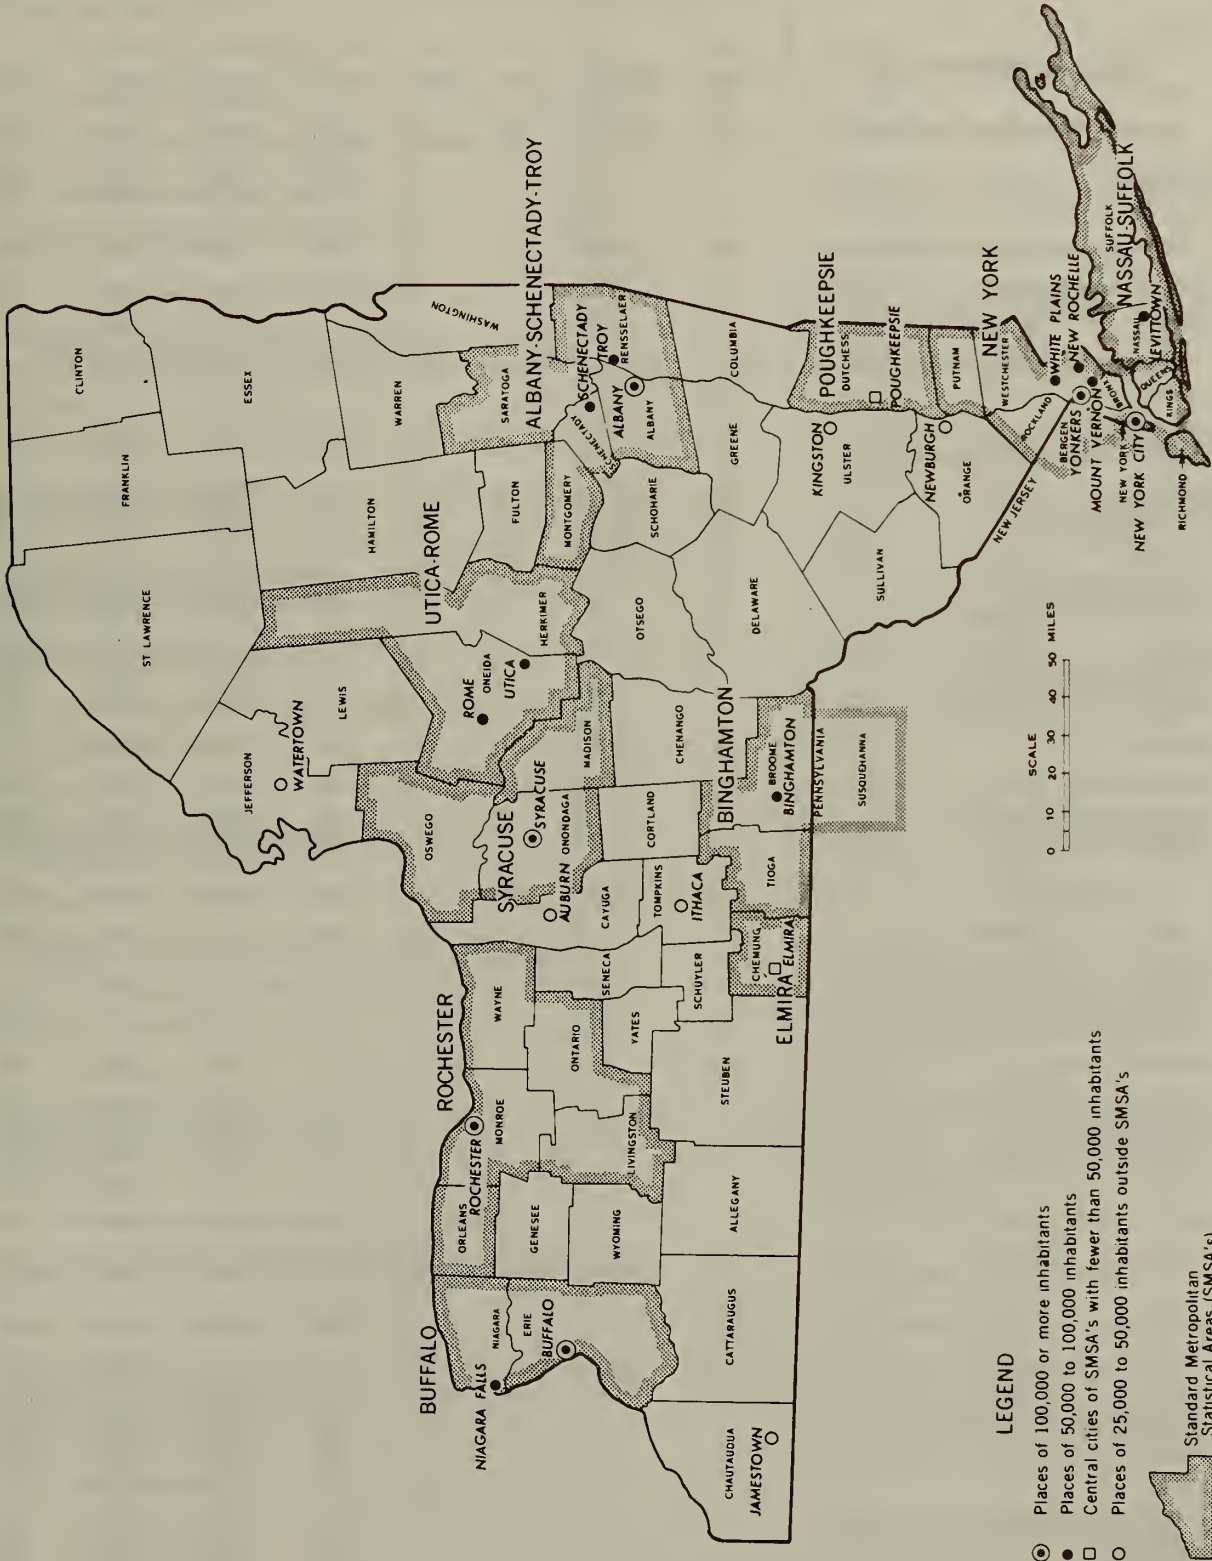 CLINTON
FRANKLIN
ST LAWRENCE
ESSEX
JEFFERSON
WATERTOWN
LEWIS
HAMILTON
WARREN
WASHINGTON
UTICA-ROME
HERKIMER
ROME
ONEIDA
UTICA
FULTON
SARATOGA
MONTGOMERY
ALBANY-SCHENECTADY-TROY
SCHENECTADY
SCHENECTADY
TROY
RENSSELAER
ALBANY
ALBANY
OSWEGO
SYRACUSE
SYRACUSE
ONONDAGA
MADISON
AUBURN
CAYUGA
ROCHESTER
WAYNE
MONROE
ROCHESTER
ORLEANS
ONTARIO
LIVINGSTON
SENECA
YATES
GENESEE
WYOMING
BUFFALO
NIAGARA FALLS
NIAGARA
ERIE
BUFFALO
CHAUTAUDUA
JAMESTOWN
CATTARAUGUS
ALLEGANY
STEUBEN
SCHUYLER
TOMPKINS
ITHACA
CHEMUNG
ELMIRA
ELMIRA
TIOGA
CORTLAND
CHENANGO
BINGHAMTON
BROOME
BINGHAMTON
PENNSYLVANIA
SUSQUEHANNA
OTSEGO
SCHOHARIE
DELAWARE
GREENE
COLUMBIA
KINGSTON
ULSTER
SULLIVAN
POUGHKEEPSIE
DUTCHESS
POUGHKEEPSIE
NEWBURGH
ORANGE
PUTNAM
NEW YORK
WESTCHESTER
ROCKLAND
NEW JERSEY
BERGEN
YONKERS
MOUNT VERNON
WHITE PLAINS
NEW ROCHELLE
BRONX
NEW YORK
NEW YORK CITY
RICHMOND
KINGS
QUEENS
NASSAU
LEVITTOWN
SUFFOLK
NASSAU-SUFFOLK
SCALE
0 10 20 30 40 50 MILES
LEGEND
Places of 100,000 or more inhabitants
Places of 50,000 to 100,000 inhabitants
Central cities of SMSA's with fewer than 50,000 inhabitants
Places of 25,000 to 50,000 inhabitants outside SMSA's
Standard Metropolitan
Statistical Areas (SMSA's)